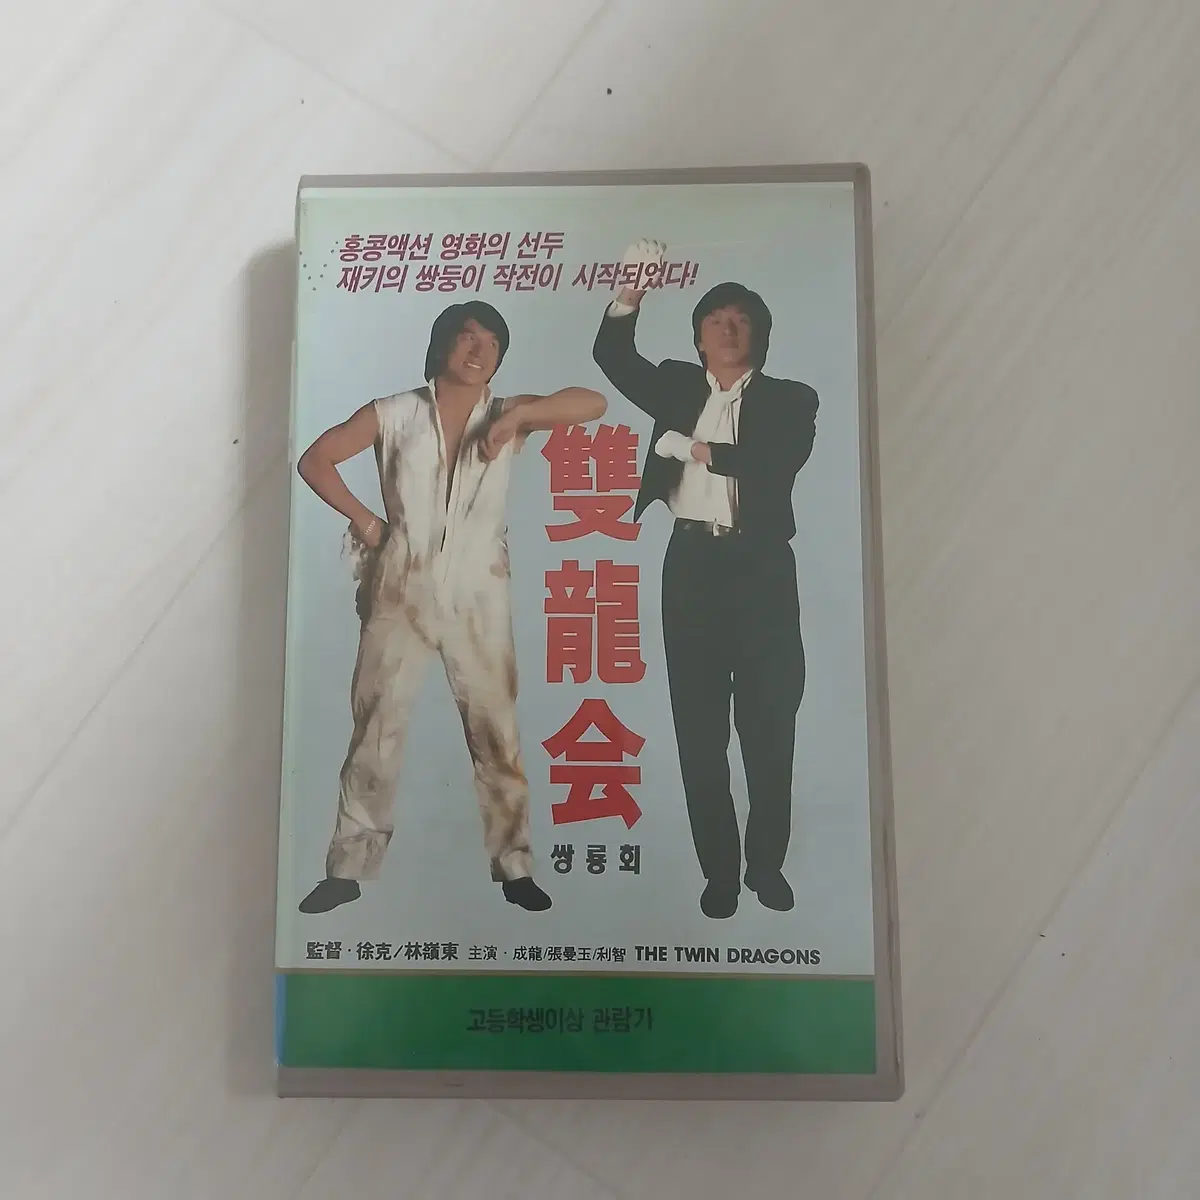 홍콩액션 영화의 선두
재키의 쌍둥이 작전이 시작되었다!
雙龍会
쌍룡회
監督·徐克/林嶺東 主演·成龍/張曼玉/利智 THE TWIN DRAGONS
고등학생이상 관람가